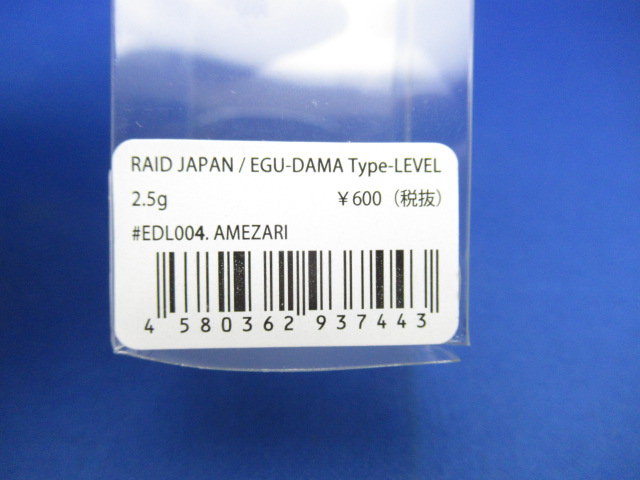 RAID JAPAN / EGU-DAMA Type-LEVEL
2.5g ￥600（税抜）
#EDL004. AMEZARI
4 580362 937443